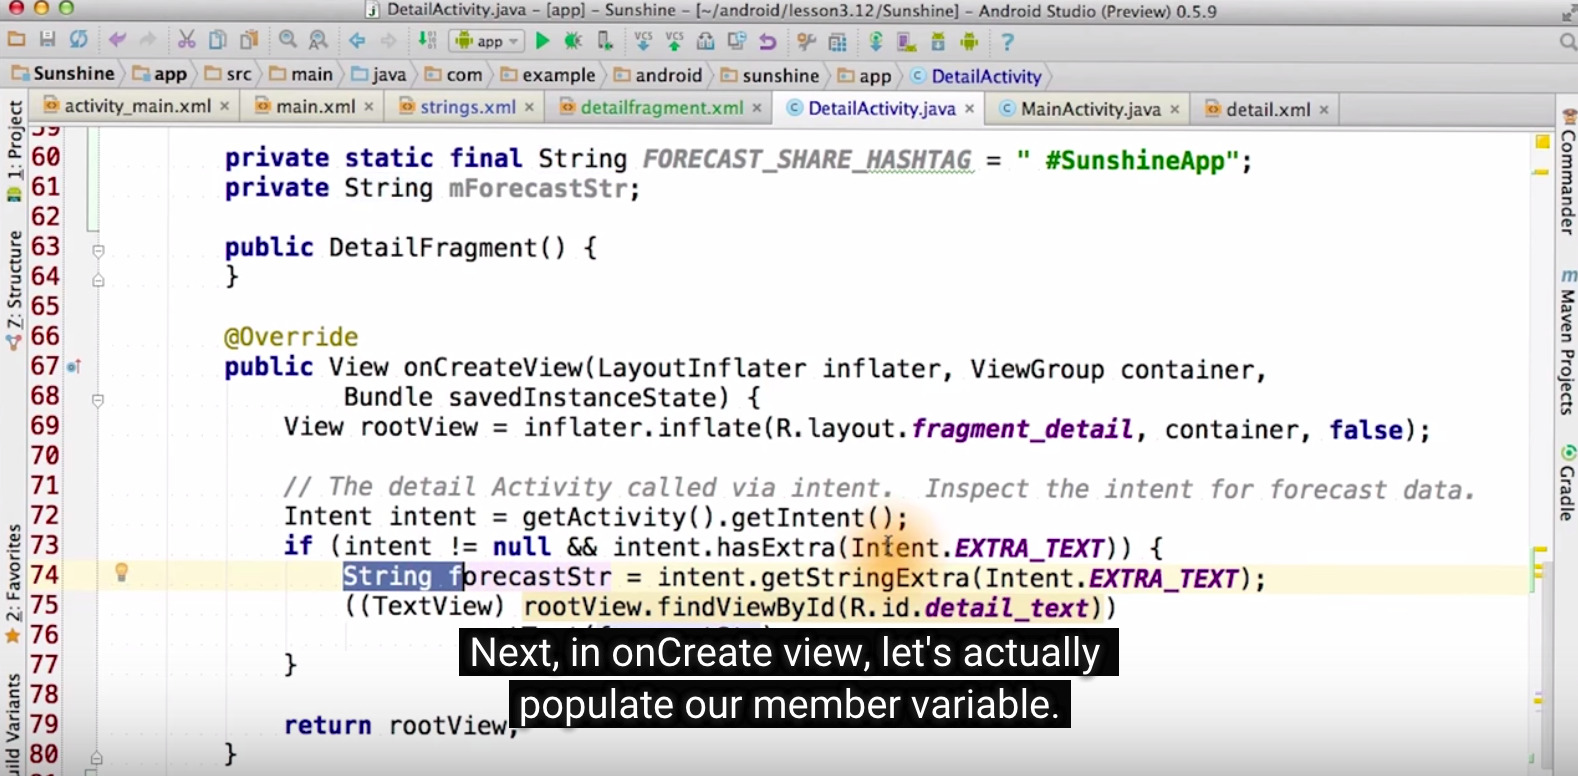 DetailActivity.java - [app] - Sunshine - [~/android/lesson3.12/Sunshine] - Android Studio (Preview) 0.5.9
app
VCS VCS
?
Sunshine app src main java com example android sunshine app DetailActivity
activity_main.xml × main.xml × strings.xml × detailfragment.xml × DetailActivity.java × MainActivity.java × detail.xml ×
1: Project
Z: Structure
2: Favorites
Build Variants
59
60 private static final String FORECAST_SHARE_HASHTAG = " #SunshineApp";
61 private String mForecastStr;
62
63 public DetailFragment() {
64 }
65
66 @Override
67 public View onCreateView(LayoutInflater inflater, ViewGroup container,
68 Bundle savedInstanceState) {
69 View rootView = inflater.inflate(R.layout.fragment_detail, container, false);
70
71 // The detail Activity called via intent.  Inspect the intent for forecast data.
72 Intent intent = getActivity().getIntent();
73 if (intent != null && intent.hasExtra(Intent.EXTRA_TEXT)) {
74 String forecastStr = intent.getStringExtra(Intent.EXTRA_TEXT);
75 ((TextView) rootView.findViewById(R.id.detail_text))
76
77 }
78
79 return rootView;
80 }
Next, in onCreate view, let's actually
populate our member variable.
Commander
Maven Projects
Gradle